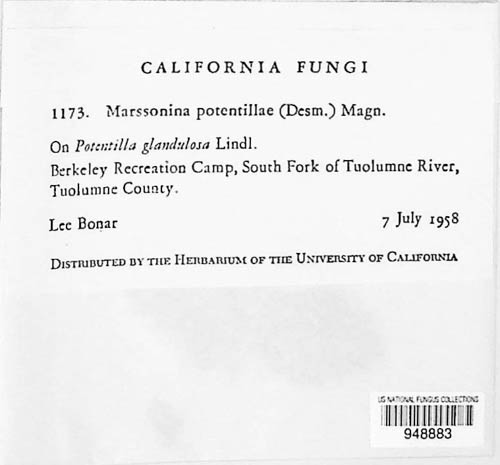 CALIFORNIA FUNGI
1173. Marssonina potentillae (Desm.) Magn.
On Potentilla glandulosa Lindl.
Berkeley Recreation Camp, South Fork of Tuolumne River,
Tuolumne County.
Lee Bonar 7 July 1958
DISTRIBUTED BY THE HERBARIUM OF THE UNIVERSITY OF CALIFORNIA
US NATIONAL FUNGUS COLLECTIONS
948883